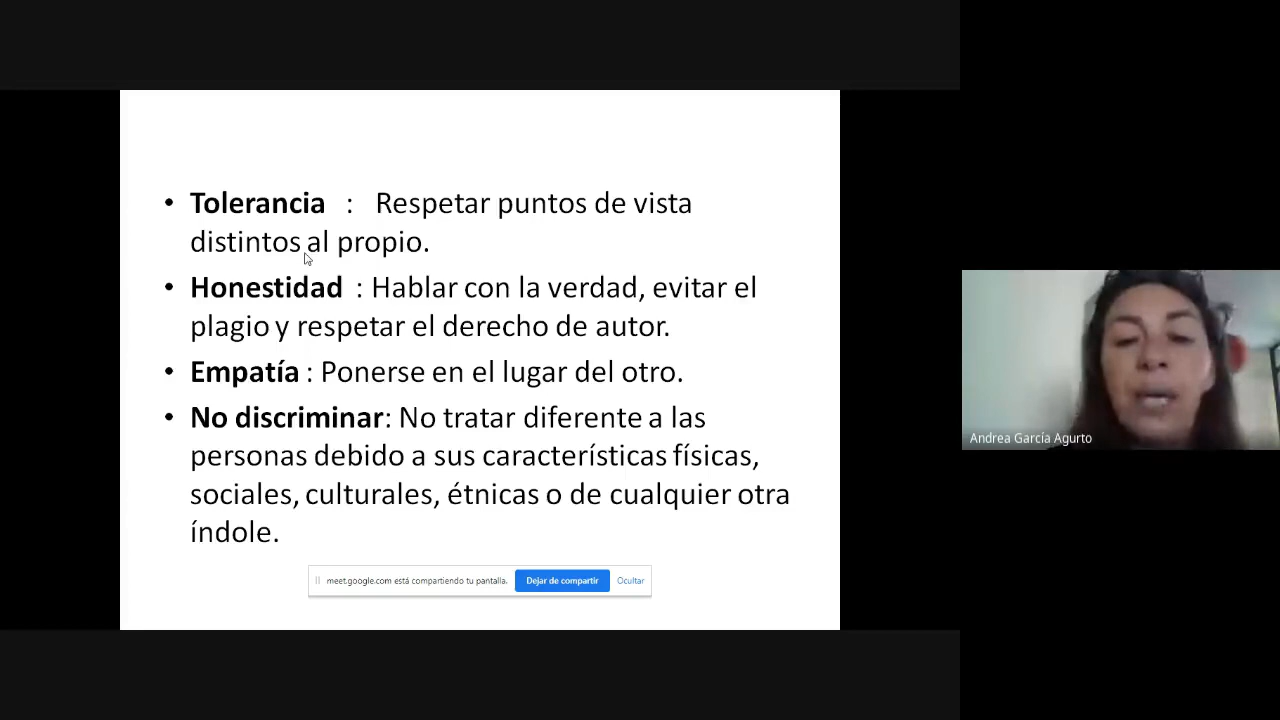 • Tolerancia : Respetar puntos de vista
distintos al propio.
• Honestidad : Hablar con la verdad, evitar el
plagio y respetar el derecho de autor.
• Empatía : Ponerse en el lugar del otro.
• No discriminar: No tratar diferente a las
personas debido a sus características físicas,
sociales, culturales, étnicas o de cualquier otra
índole.
meet.google.com está compartiendo tu pantalla. Dejar de compartir Ocultar
Andrea García Agurto